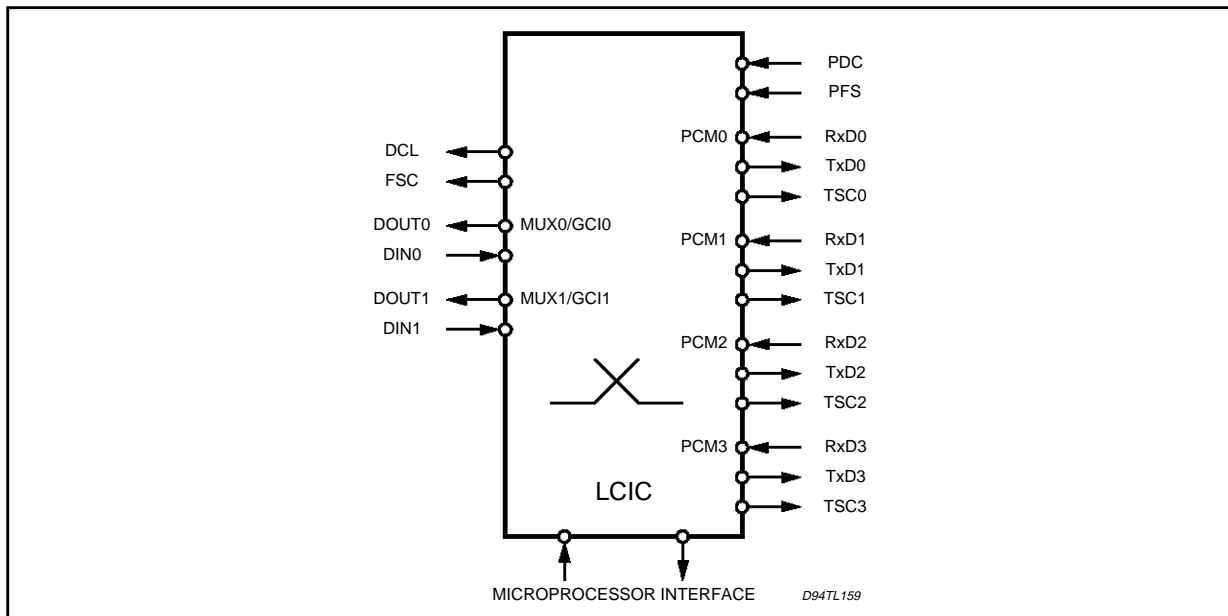 PDC
PFS
PCM0 RxD0
DCL TxD0
FSC TSC0
DOUT0 MUX0/GCI0
PCM1 RxD1
DIN0
TxD1
DOUT1 MUX1/GCI1 TSC1
DIN1
PCM2 RxD2
TxD2
TSC2
PCM3 RxD3
TxD3
LCIC
TSC3
MICROPROCESSOR INTERFACE D94TL159